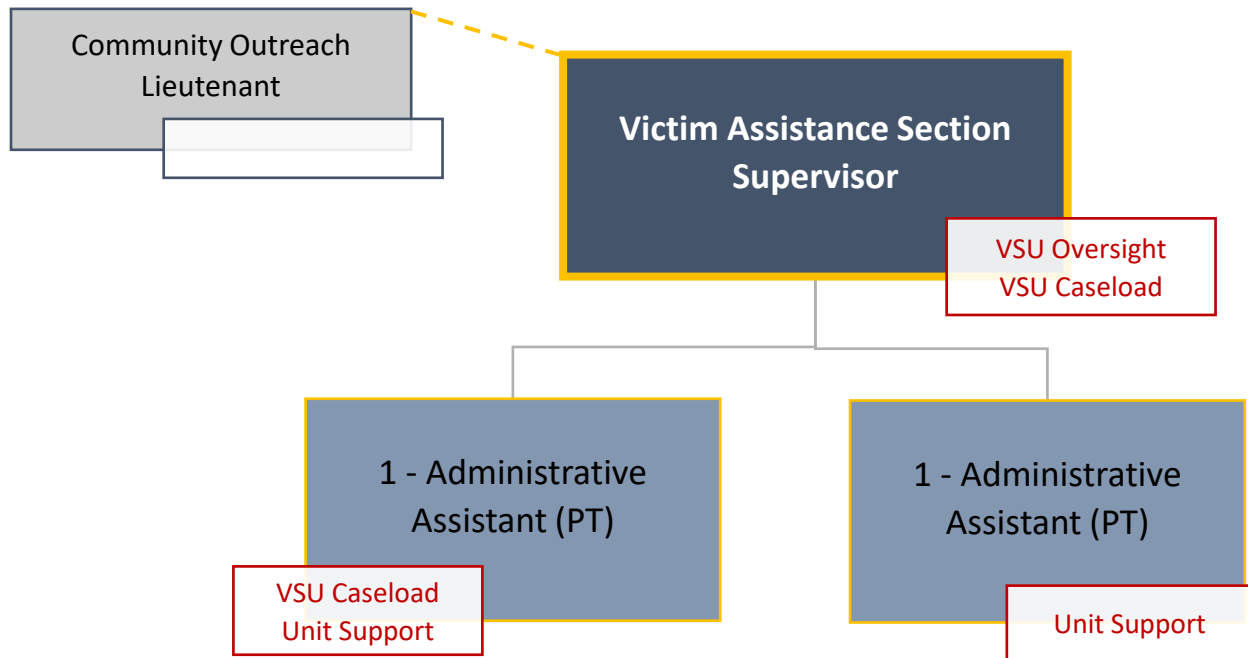 Community Outreach
Lieutenant
Victim Assistance Section
Supervisor
VSU Oversight
VSU Caseload
1 - Administrative
Assistant (PT)
VSU Caseload
Unit Support
1 - Administrative
Assistant (PT)
Unit Support